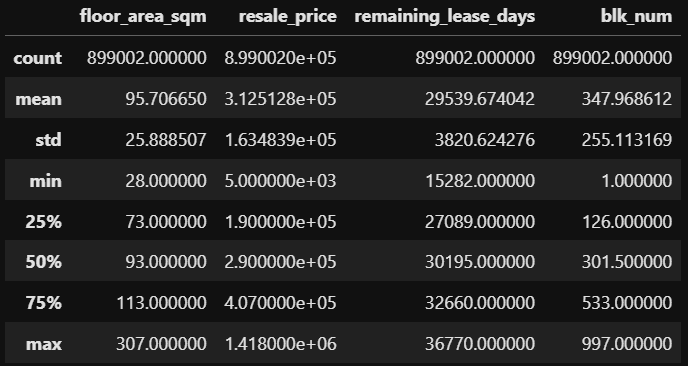 floor_area_sqm resale_price remaining_lease_days blk_num
count 899002.000000 8.990020e+05 899002.000000 899002.000000
mean 95.706650 3.125128e+05 29539.674042 347.968612
std 25.888507 1.634839e+05 3820.624276 255.113169
min 28.000000 5.000000e+03 15282.000000 1.000000
25% 73.000000 1.900000e+05 27089.000000 126.000000
50% 93.000000 2.900000e+05 30195.000000 301.500000
75% 113.000000 4.070000e+05 32660.000000 533.000000
max 307.000000 1.418000e+06 36770.000000 997.000000